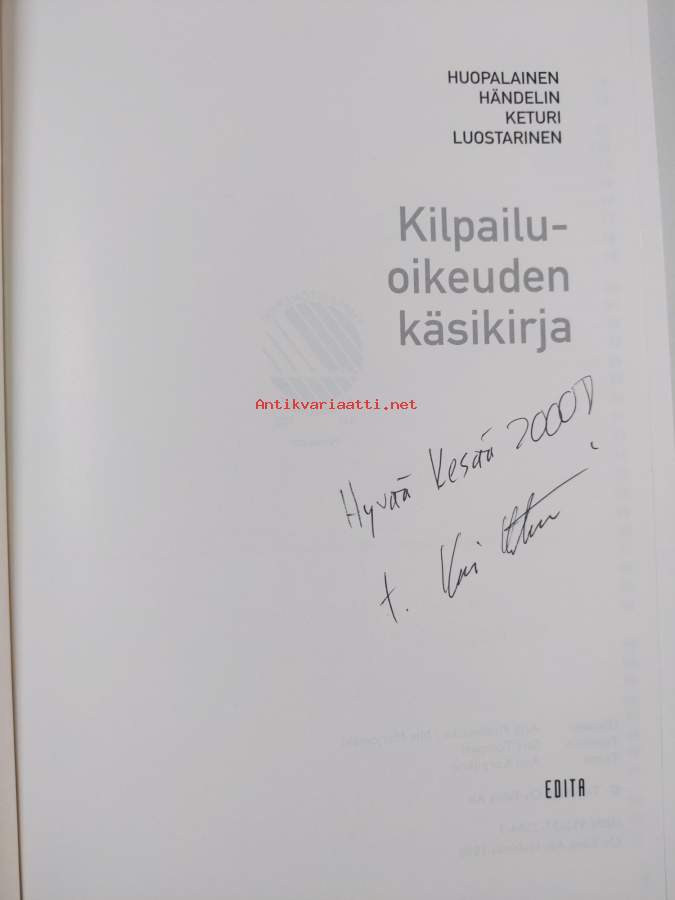 HUOPALAINEN
HÄNDELIN
KETURI
LUOSTARINEN
Kilpailu-
oikeuden
käsikirja
Antikvariaatti.net
Hyvää Kesää 2000
t.
EDITA